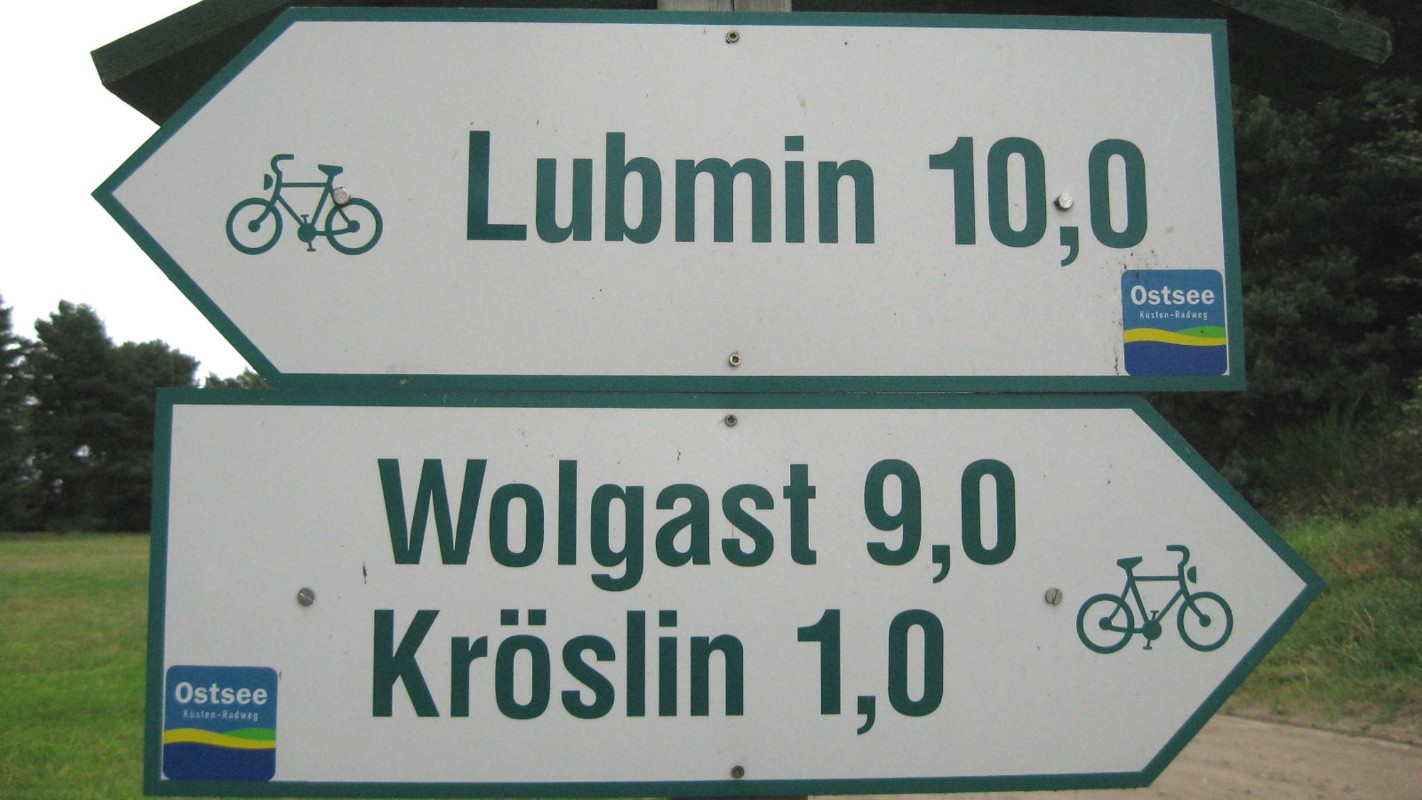 Lubmin 10,0
Ostsee
Küsten-Radweg
Wolgast 9,0
Kröslin 1,0
Ostsee
Küsten-Radweg